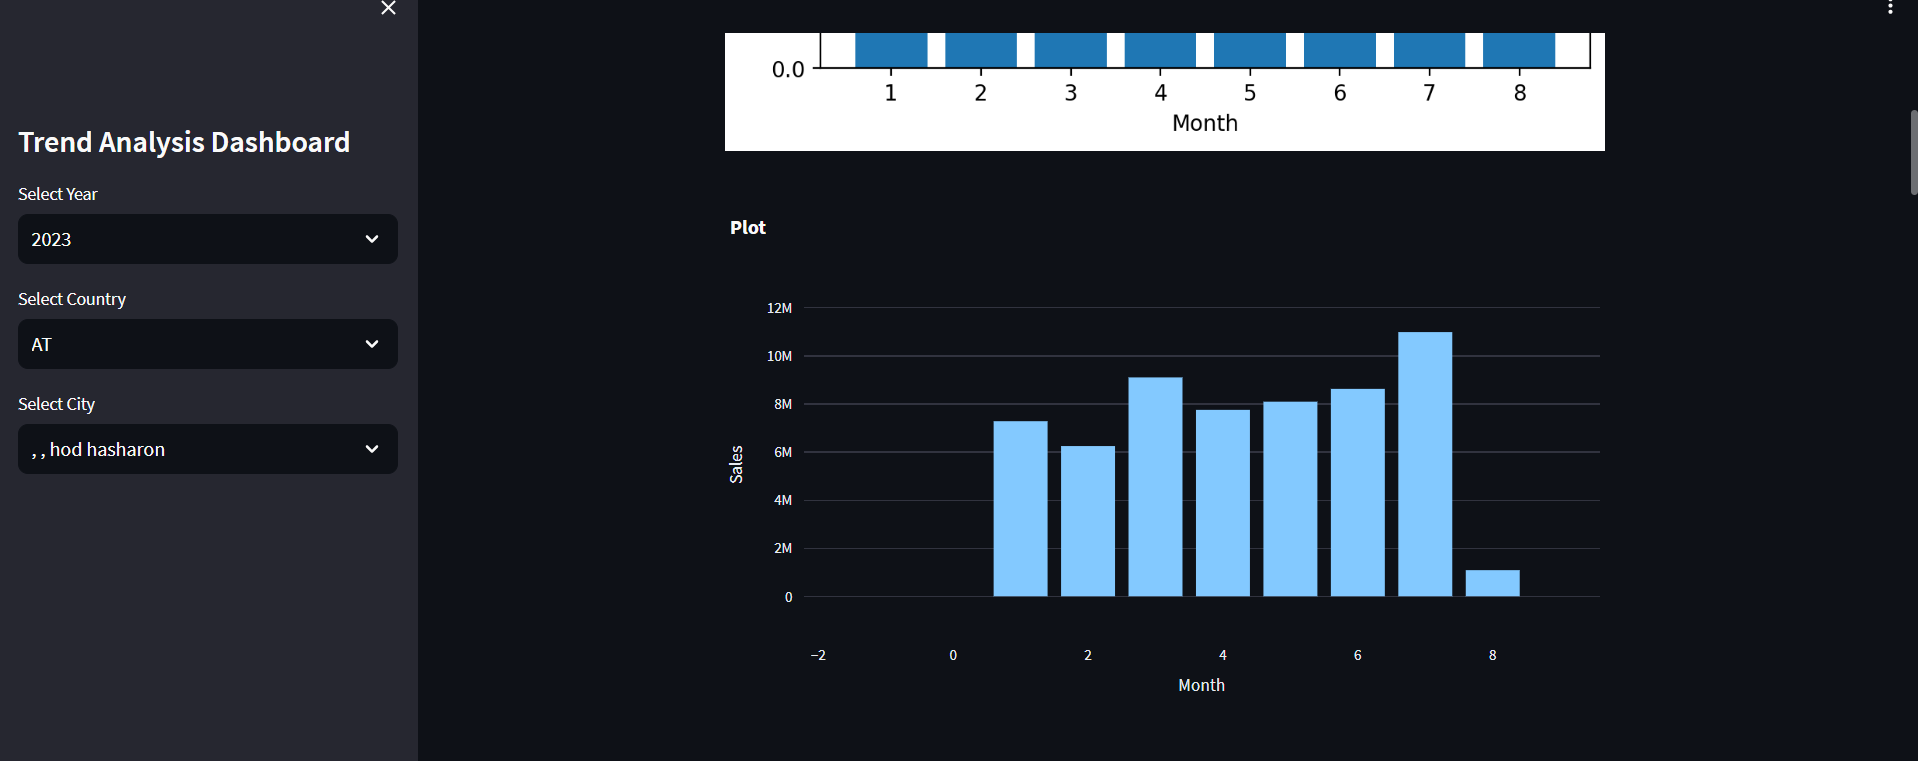 Trend Analysis Dashboard
Select Year
2023
Select Country
AT
Select City
, , hod hasharon
0.0
1 2 3 4 5 6 7 8
Month
Plot
12M
10M
8M
6M
4M
2M
0
Sales
−2 0 2 4 6 8
Month